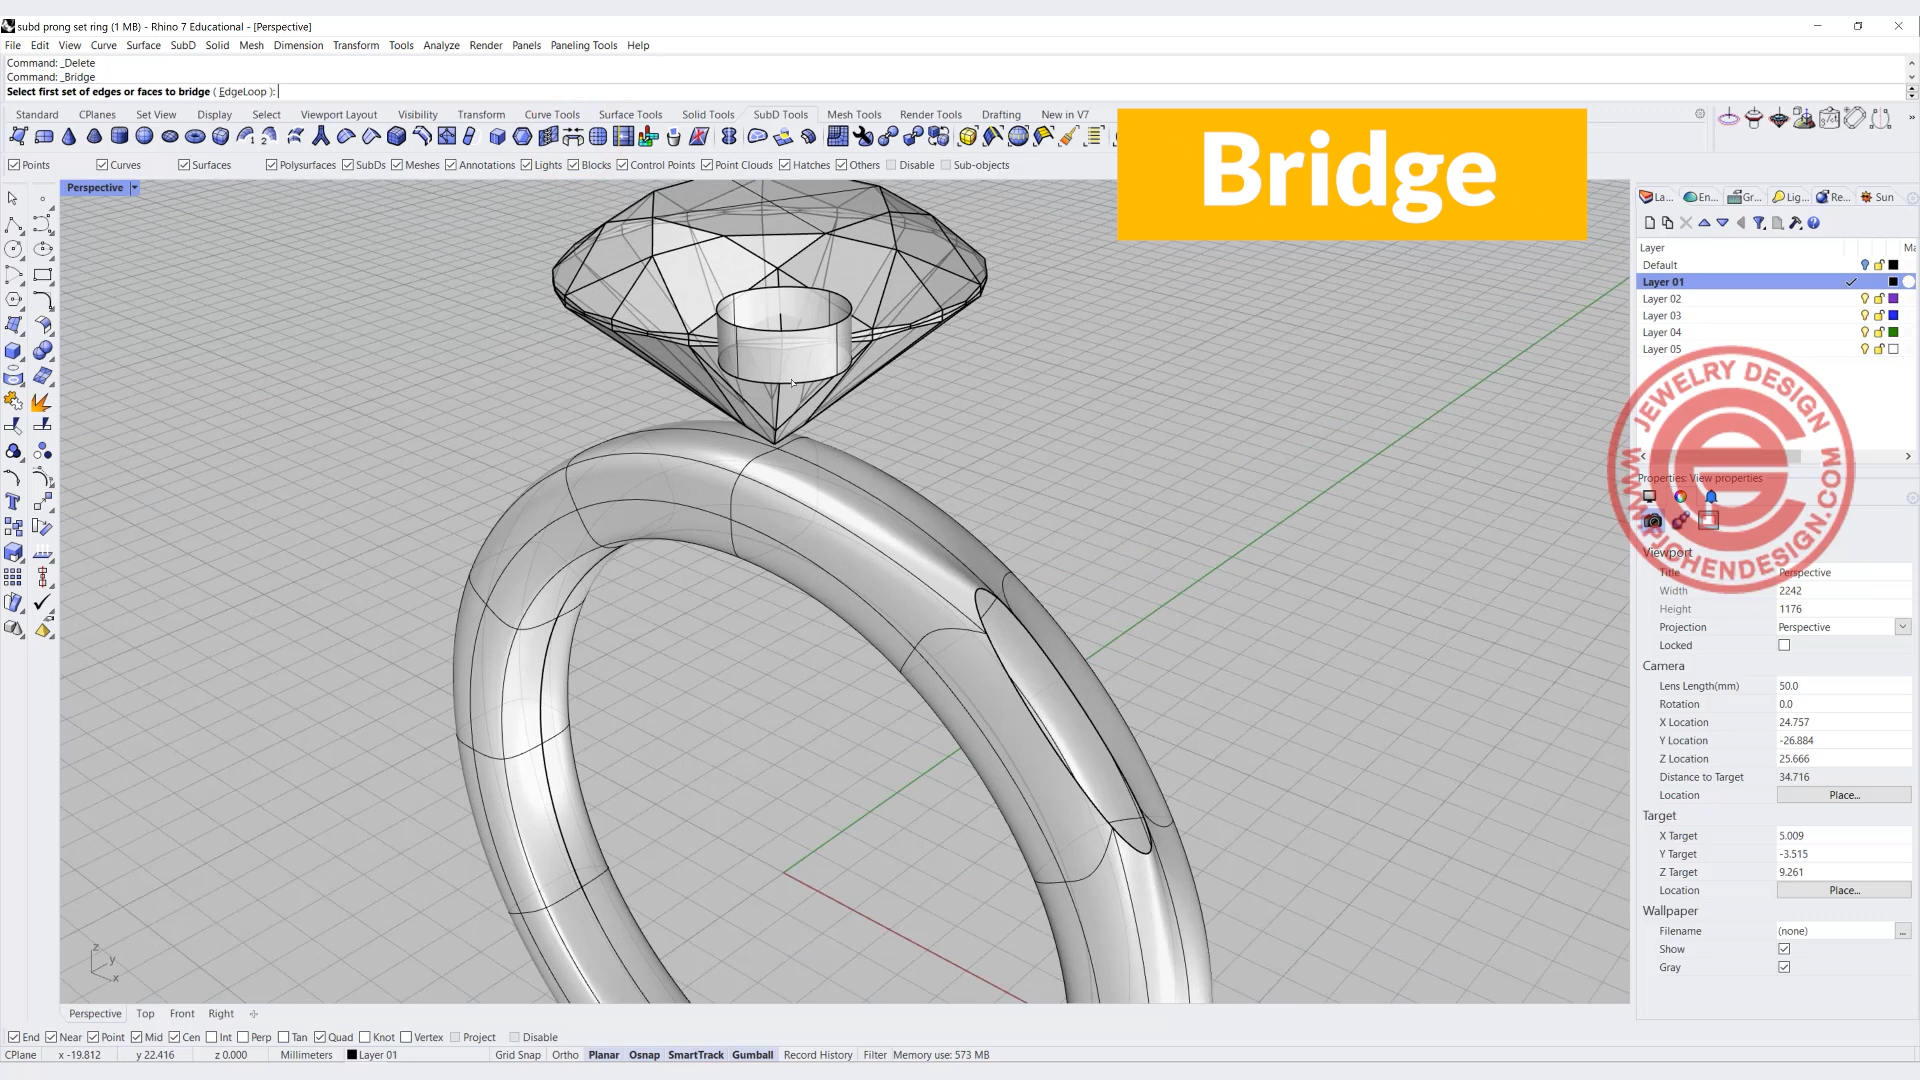 subd prong set ring (1 MB) - Rhino 7 Educational - [Perspective]
File Edit View Curve Surface SubD Solid Mesh Dimension Transform Tools Analyze Render Panels Paneling Tools Help
Command: _Delete
Command: _Bridge
Select first set of edges or faces to bridge ( EdgeLoop ):
Standard CPlanes Set View Display Select Viewport Layout Visibility Transform Curve Tools Surface Tools Solid Tools SubD Tools Mesh Tools Render Tools Drafting New in V7
Bridge
Points Curves Surfaces Polysurfaces SubDs Meshes Annotations Lights Blocks Control Points Point Clouds Hatches Others Disable Sub-objects
Perspective
La... En... Gr... Lig... Re... Sun
Layer Ma
Default
Layer 01
Layer 02
Layer 03
Layer 04
Layer 05
JEWELRY DESIGN
WWW.PJCHENDESIGN.COM
Properties: View properties
Viewport
Title Perspective
Width 2242
Height 1176
Projection Perspective
Locked
Camera
Lens Length(mm) 50.0
Rotation 0.0
X Location 24.757
Y Location -26.884
Z Location 25.666
Distance to Target 34.716
Location Place...
Target
X Target 5.009
Y Target -3.515
Z Target 9.261
Location Place...
Wallpaper
Filename (none) ...
Show
Gray
z
y
x
Perspective Top Front Right
End Near Point Mid Cen Int Perp Tan Quad Knot Vertex Project Disable
CPlane x -19.812 y 22.416 z 0.000 Millimeters Layer 01 Grid Snap Ortho Planar Osnap SmartTrack Gumball Record History Filter Memory use: 573 MB